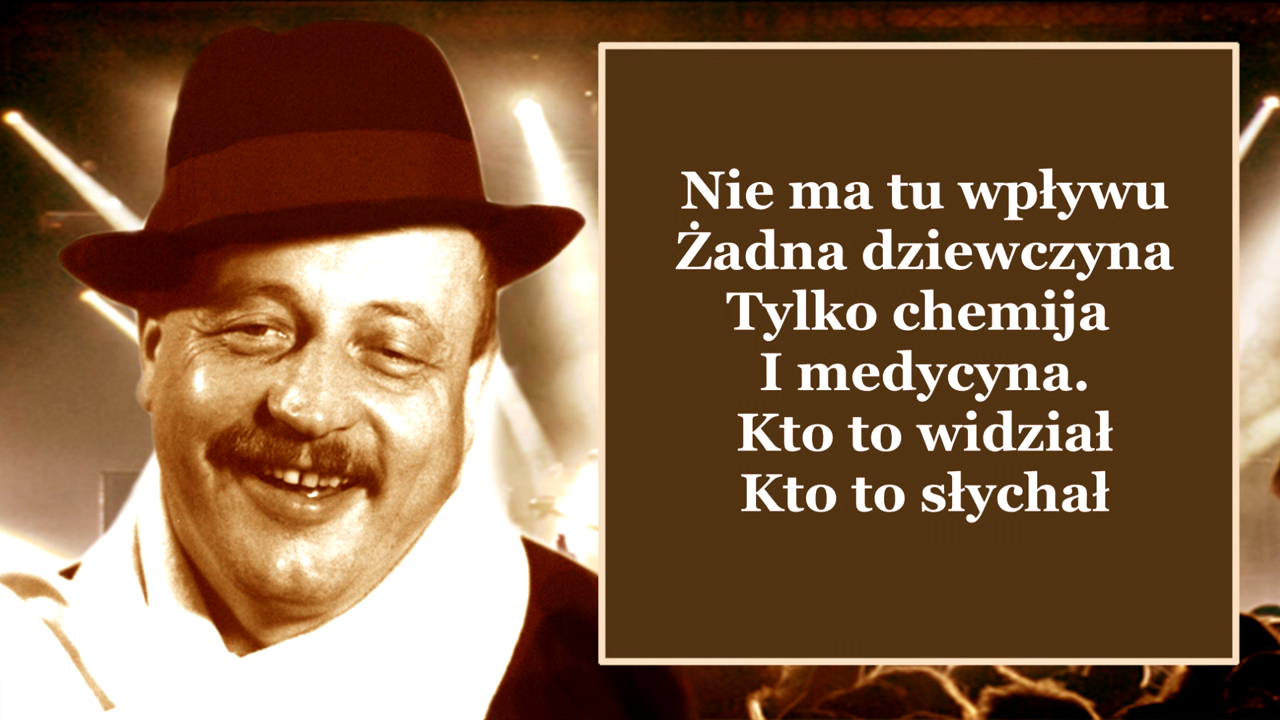 Nie ma tu wpływu
Żadna dziewczyna
Tylko chemija
I medycyna.
Kto to widział
Kto to słychał